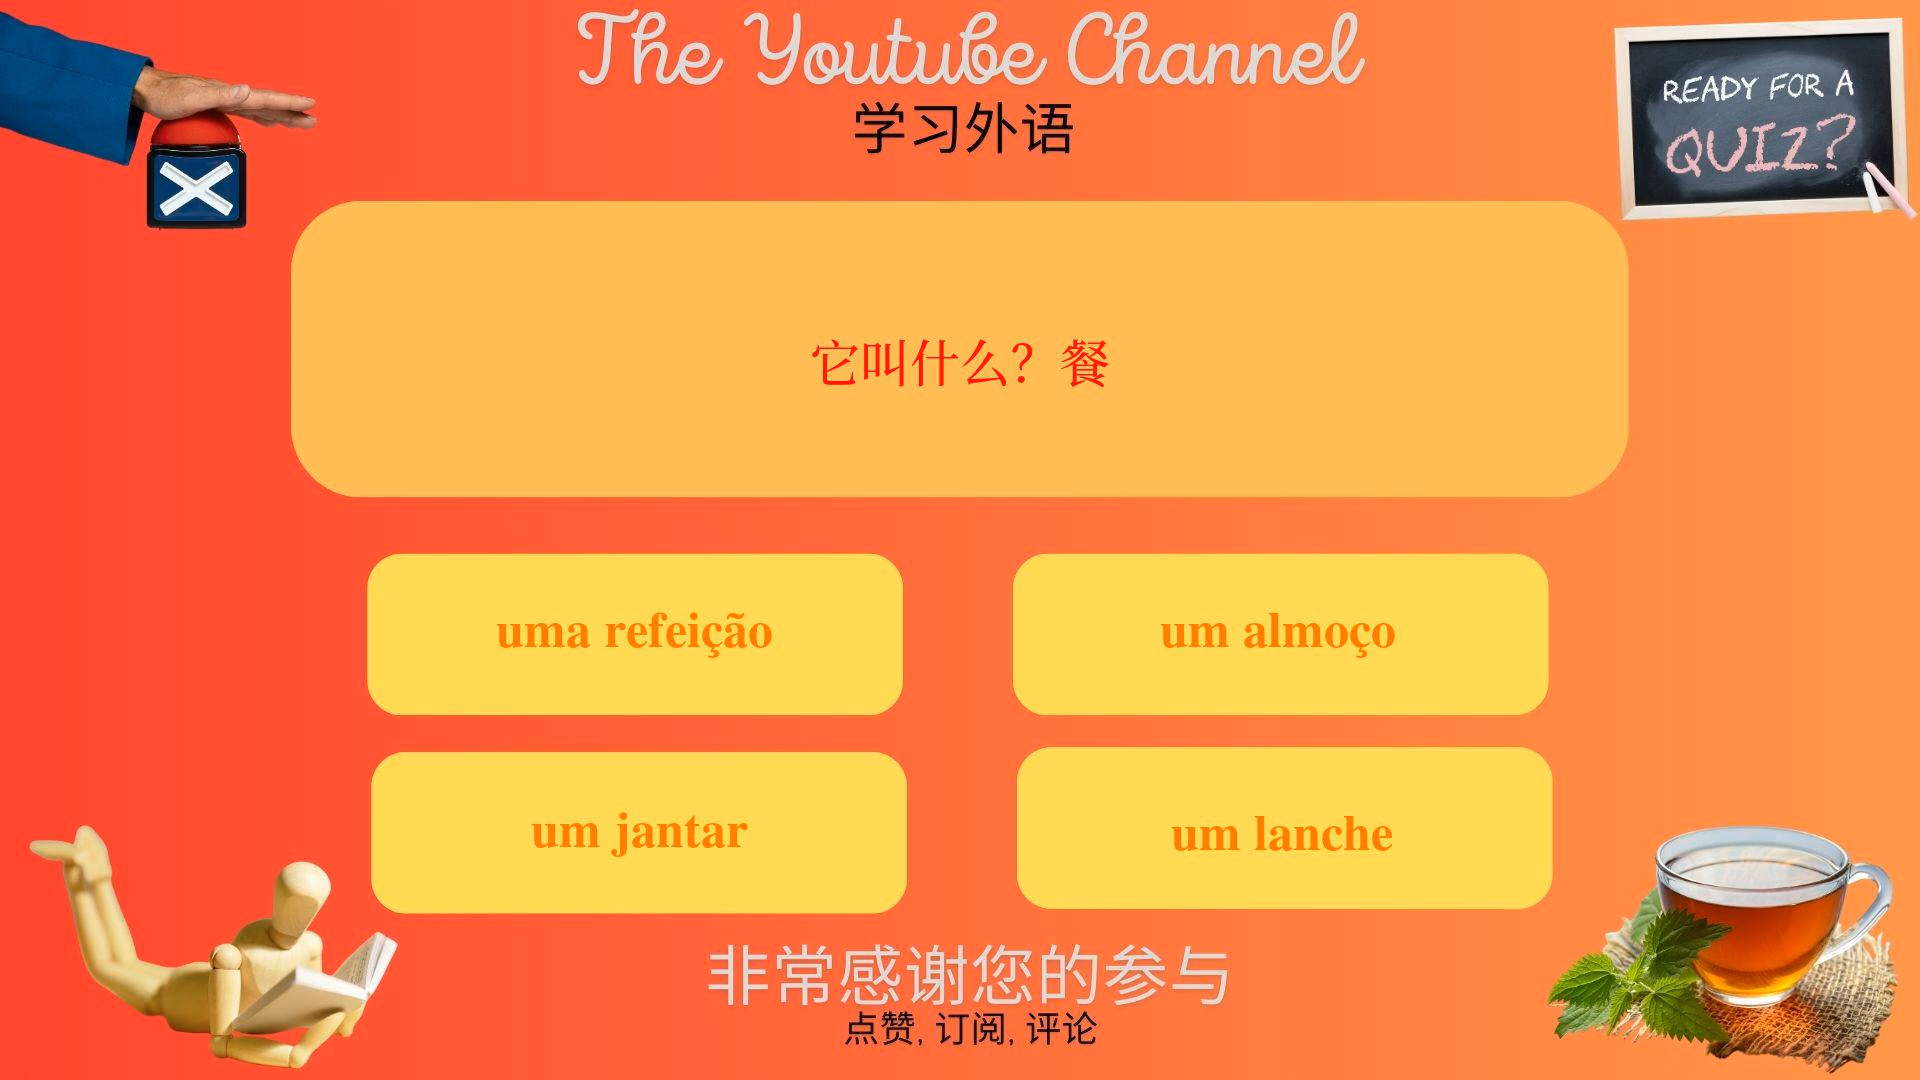 The Youtube Channel
学习外语
READY FOR A
QUIZ?
它叫什么？餐
uma refeição
um almoço
um jantar
um lanche
非常感谢您的参与
点赞, 订阅, 评论